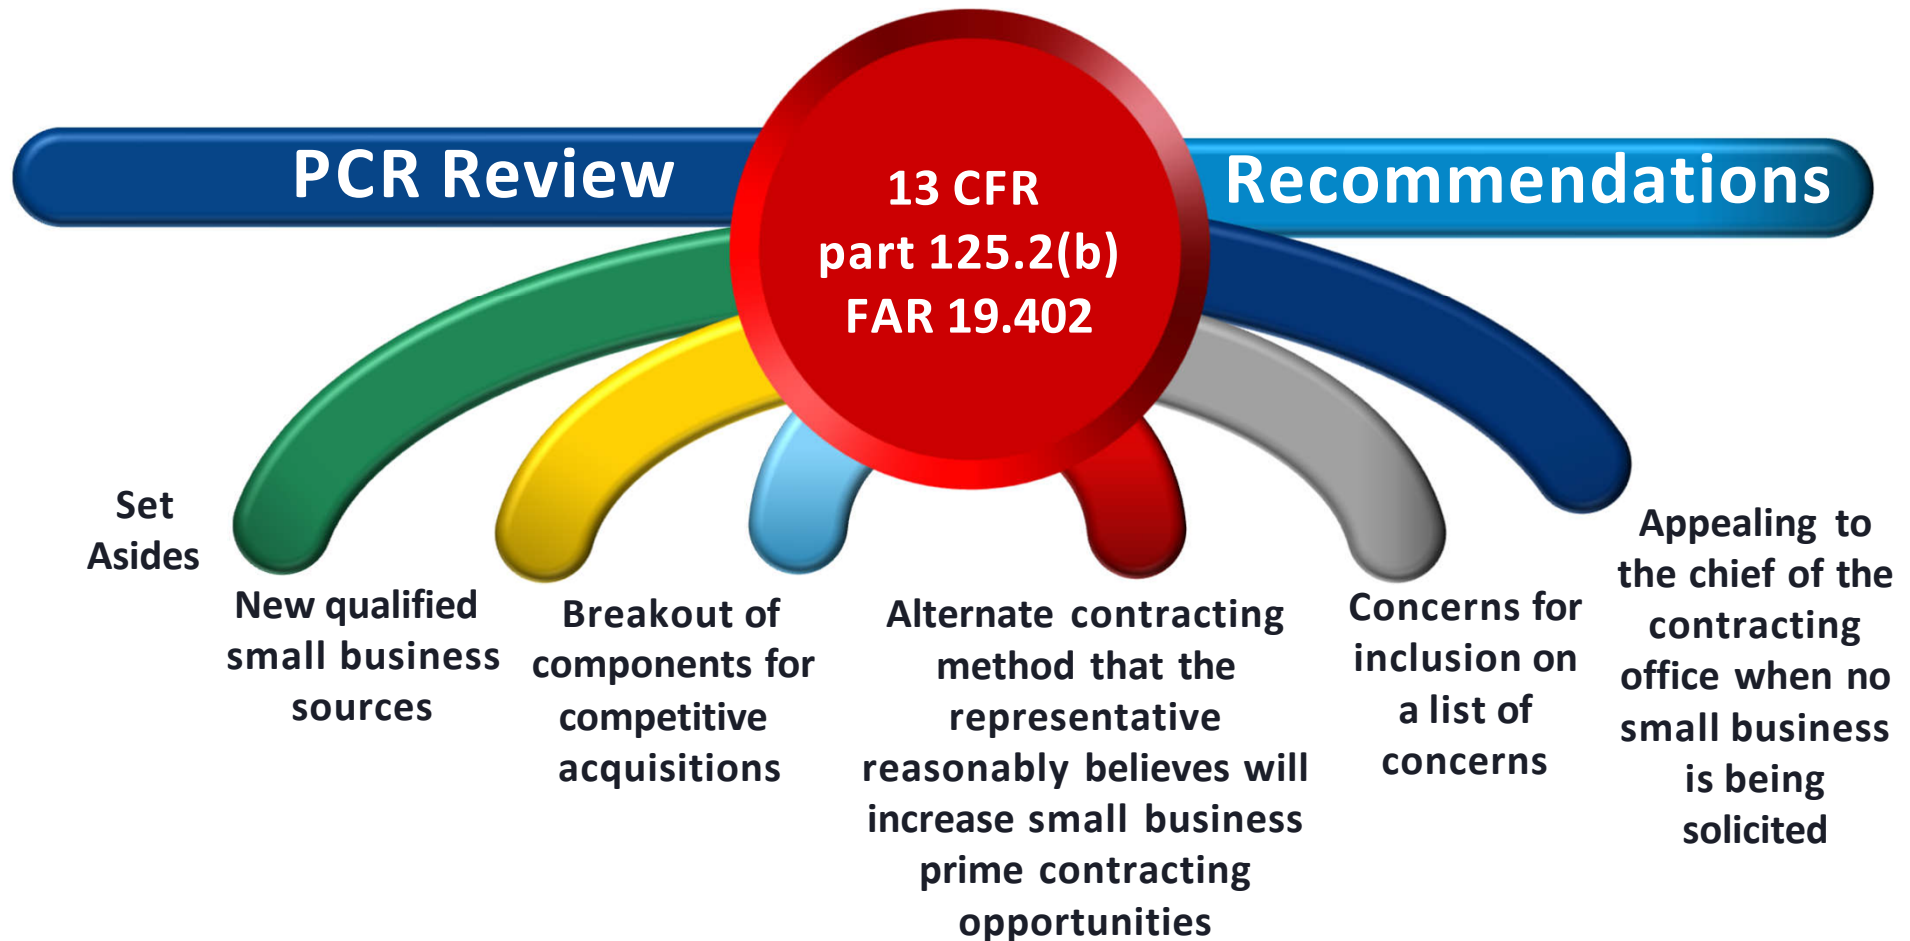 PCR Review
13 CFR
part 125.2(b)
FAR 19.402
Recommendations
Set
Asides
New qualified
small business
sources
Breakout of
components for
competitive
acquisitions
Alternate contracting
method that the
representative
reasonably believes will
increase small business
prime contracting
opportunities
Concerns for
inclusion on
a list of
concerns
Appealing to
the chief of the
contracting
office when no
small business
is being
solicited